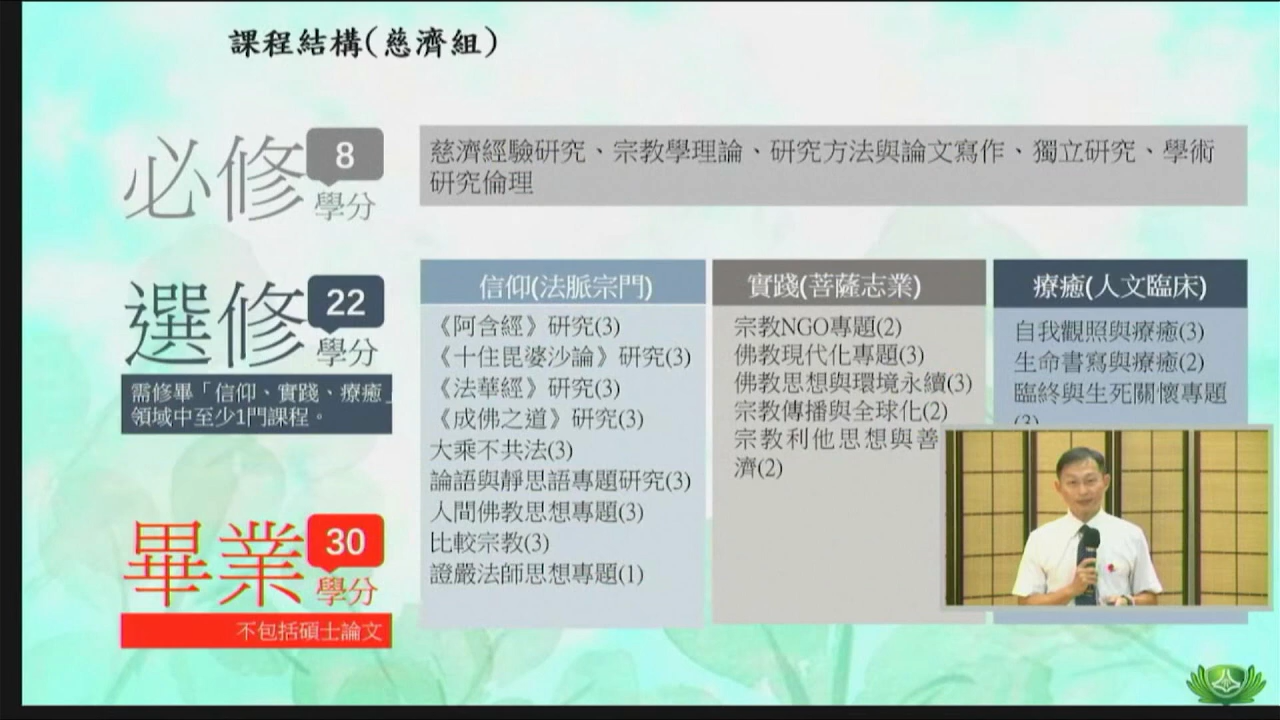 課程結構(慈濟組)
必修
8
學分
慈濟經驗研究、宗教學理論、研究方法與論文寫作、獨立研究、學術
研究倫理
選修
22
學分
需修畢「信仰、實踐、療癒」
領域中至少1門課程。
畢業
30
學分
不包括碩士論文
信仰(法脈宗門)
《阿含經》研究(3)
《十住毘婆沙論》研究(3)
《法華經》研究(3)
《成佛之道》研究(3)
大乘不共法(3)
論語與靜思語專題研究(3)
人間佛教思想專題(3)
比較宗教(3)
證嚴法師思想專題(1)
實踐(菩薩志業)
宗教NGO專題(2)
佛教現代化專題(3)
佛教思想與環境永續(3)
宗教傳播與全球化(2)
宗教利他思想與善
濟(2)
療癒(人文臨床)
自我觀照與療癒(3)
生命書寫與療癒(2)
臨終與生死關懷專題
(3)